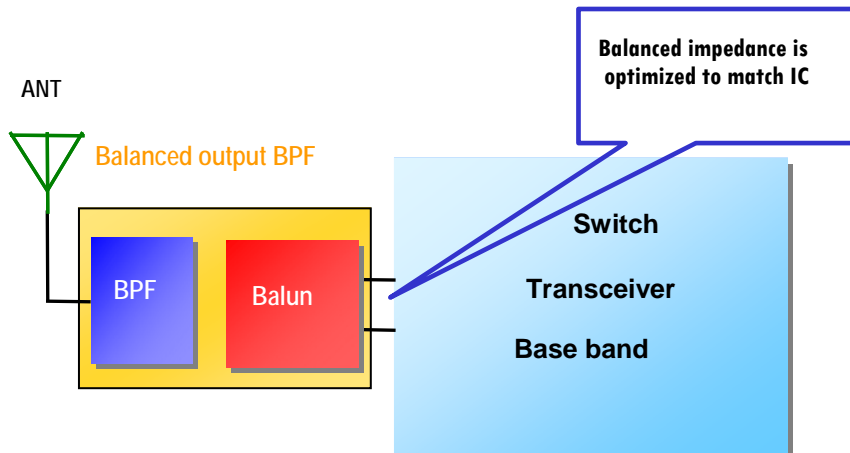 Balanced impedance is
optimized to match IC
ANT
Balanced output BPF
BPF
Balun
Switch
Transceiver
Base band